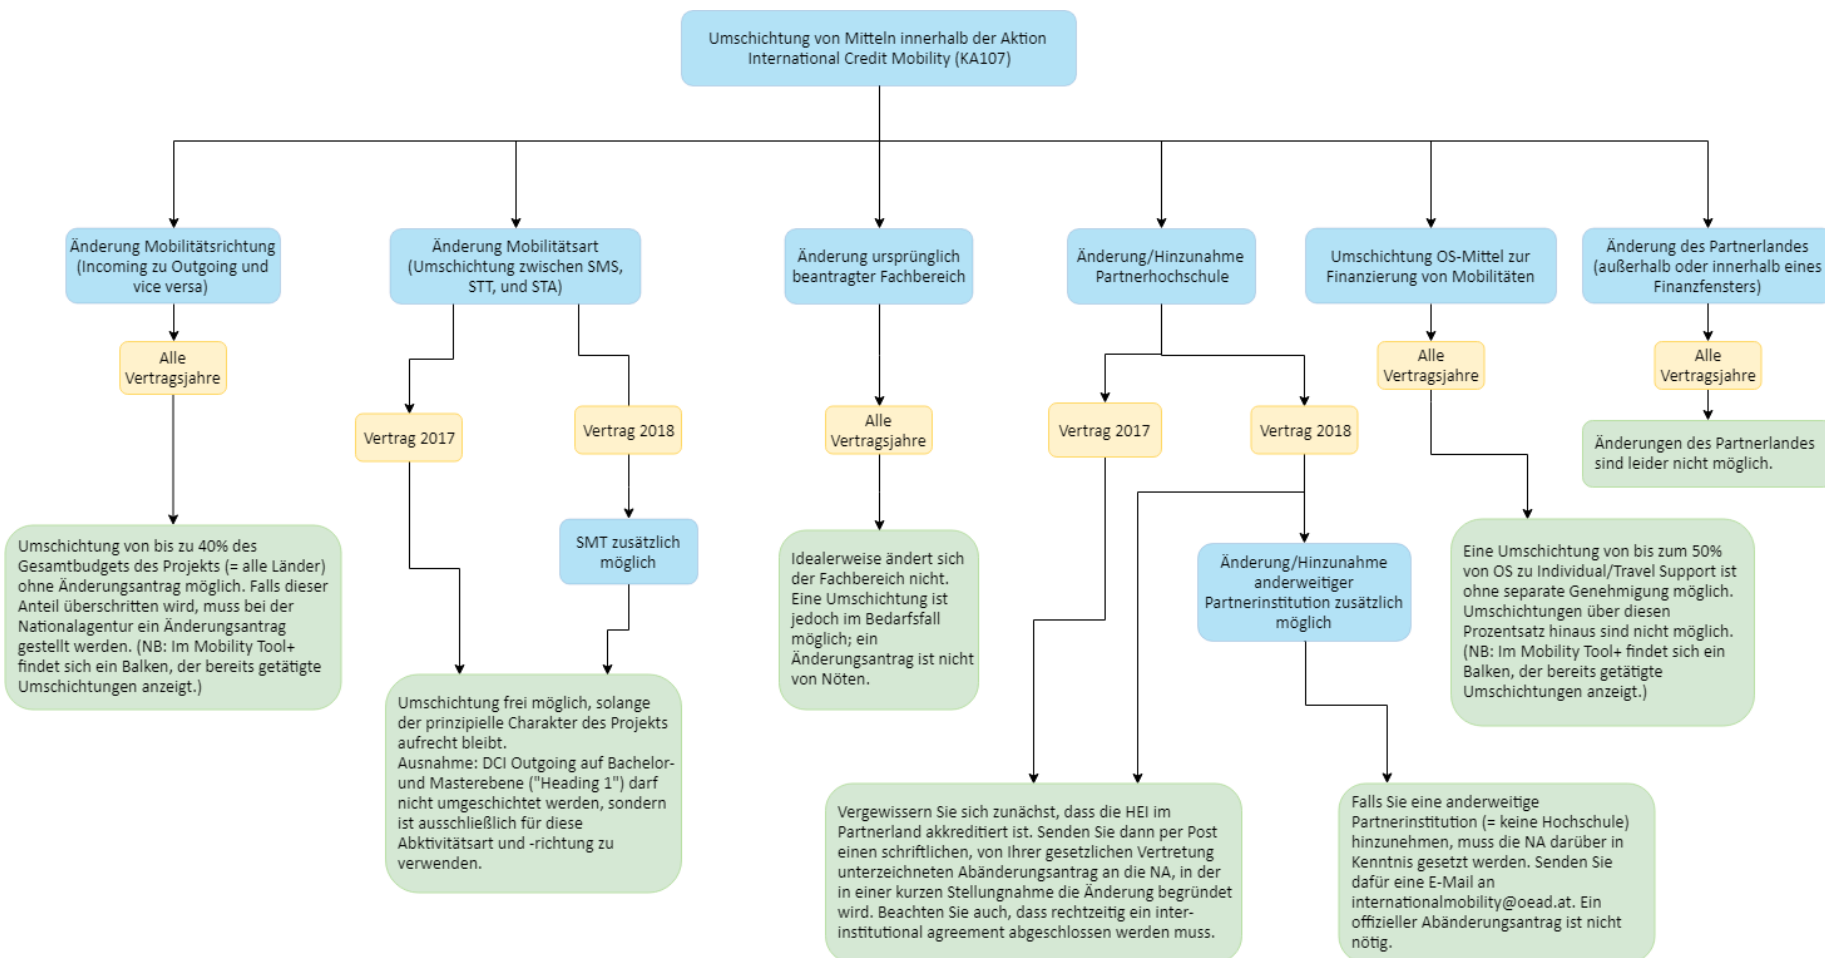 Umschichtung von Mitteln innerhalb der Aktion
International Credit Mobility (KA107)
Änderung Mobilitätsrichtung
(Incoming zu Outgoing und
vice versa)
Änderung Mobilitätsart
(Umschichtung zwischen SMS,
STT, und STA)
Änderung ursprünglich
beantragter Fachbereich
Änderung/Hinzunahme
Partnerhochschule
Umschichtung OS-Mittel zur
Finanzierung von Mobilitäten
Änderung des Partnerlandes
(außerhalb oder innerhalb eines
Finanzfensters)
Alle
Vertragsjahre
Vertrag 2017
Vertrag 2018
Alle
Vertragsjahre
Vertrag 2017
Vertrag 2018
Alle
Vertragsjahre
Alle
Vertragsjahre
Änderungen des Partnerlandes
sind leider nicht möglich.
Umschichtung von bis zu 40% des
Gesamtbudgets des Projekts (= alle Länder)
ohne Änderungsantrag möglich. Falls dieser
Anteil überschritten wird, muss bei der
Nationalagentur ein Änderungsantrag
gestellt werden. (NB: Im Mobility Tool+
findet sich ein Balken, der bereits getätigte
Umschichtungen anzeigt.)
SMT zusätzlich
möglich
Umschichtung frei möglich, solange
der prinzipielle Charakter des Projekts
aufrecht bleibt.
Ausnahme: DCI Outgoing auf Bachelor-
und Masterebene ("Heading 1") darf
nicht umgeschichtet werden, sondern
ist ausschließlich für diese
Abktivitätsart und -richtung zu
verwenden.
Idealerweise ändert sich
der Fachbereich nicht.
Eine Umschichtung ist
jedoch im Bedarfsfall
möglich; ein
Änderungsantrag ist nicht
von Nöten.
Änderung/Hinzunahme
anderweitiger
Partnerinstitution zusätzlich
möglich
Eine Umschichtung von bis zum 50%
von OS zu Individual/Travel Support ist
ohne separate Genehmigung möglich.
Umschichtungen über diesen
Prozentsatz hinaus sind nicht möglich.
(NB: Im Mobility Tool+ findet sich ein
Balken, der bereits getätigte
Umschichtungen anzeigt.)
Vergewissern Sie sich zunächst, dass die HEI im
Partnerland akkreditiert ist. Senden Sie dann per Post
einen schriftlichen, von Ihrer gesetzlichen Vertretung
unterzeichneten Abänderungsantrag an die NA, in der
in einer kurzen Stellungnahme die Änderung begründet
wird. Beachten Sie auch, dass rechtzeitig ein inter-
institutional agreement abgeschlossen werden muss.
Falls Sie eine anderweitige
Partnerinstitution (= keine Hochschule)
hinzunehmen, muss die NA darüber in
Kenntnis gesetzt werden. Senden Sie
dafür eine E-Mail an
internationalmobility@oead.at. Ein
offizieller Abänderungsantrag ist nicht
nötig.